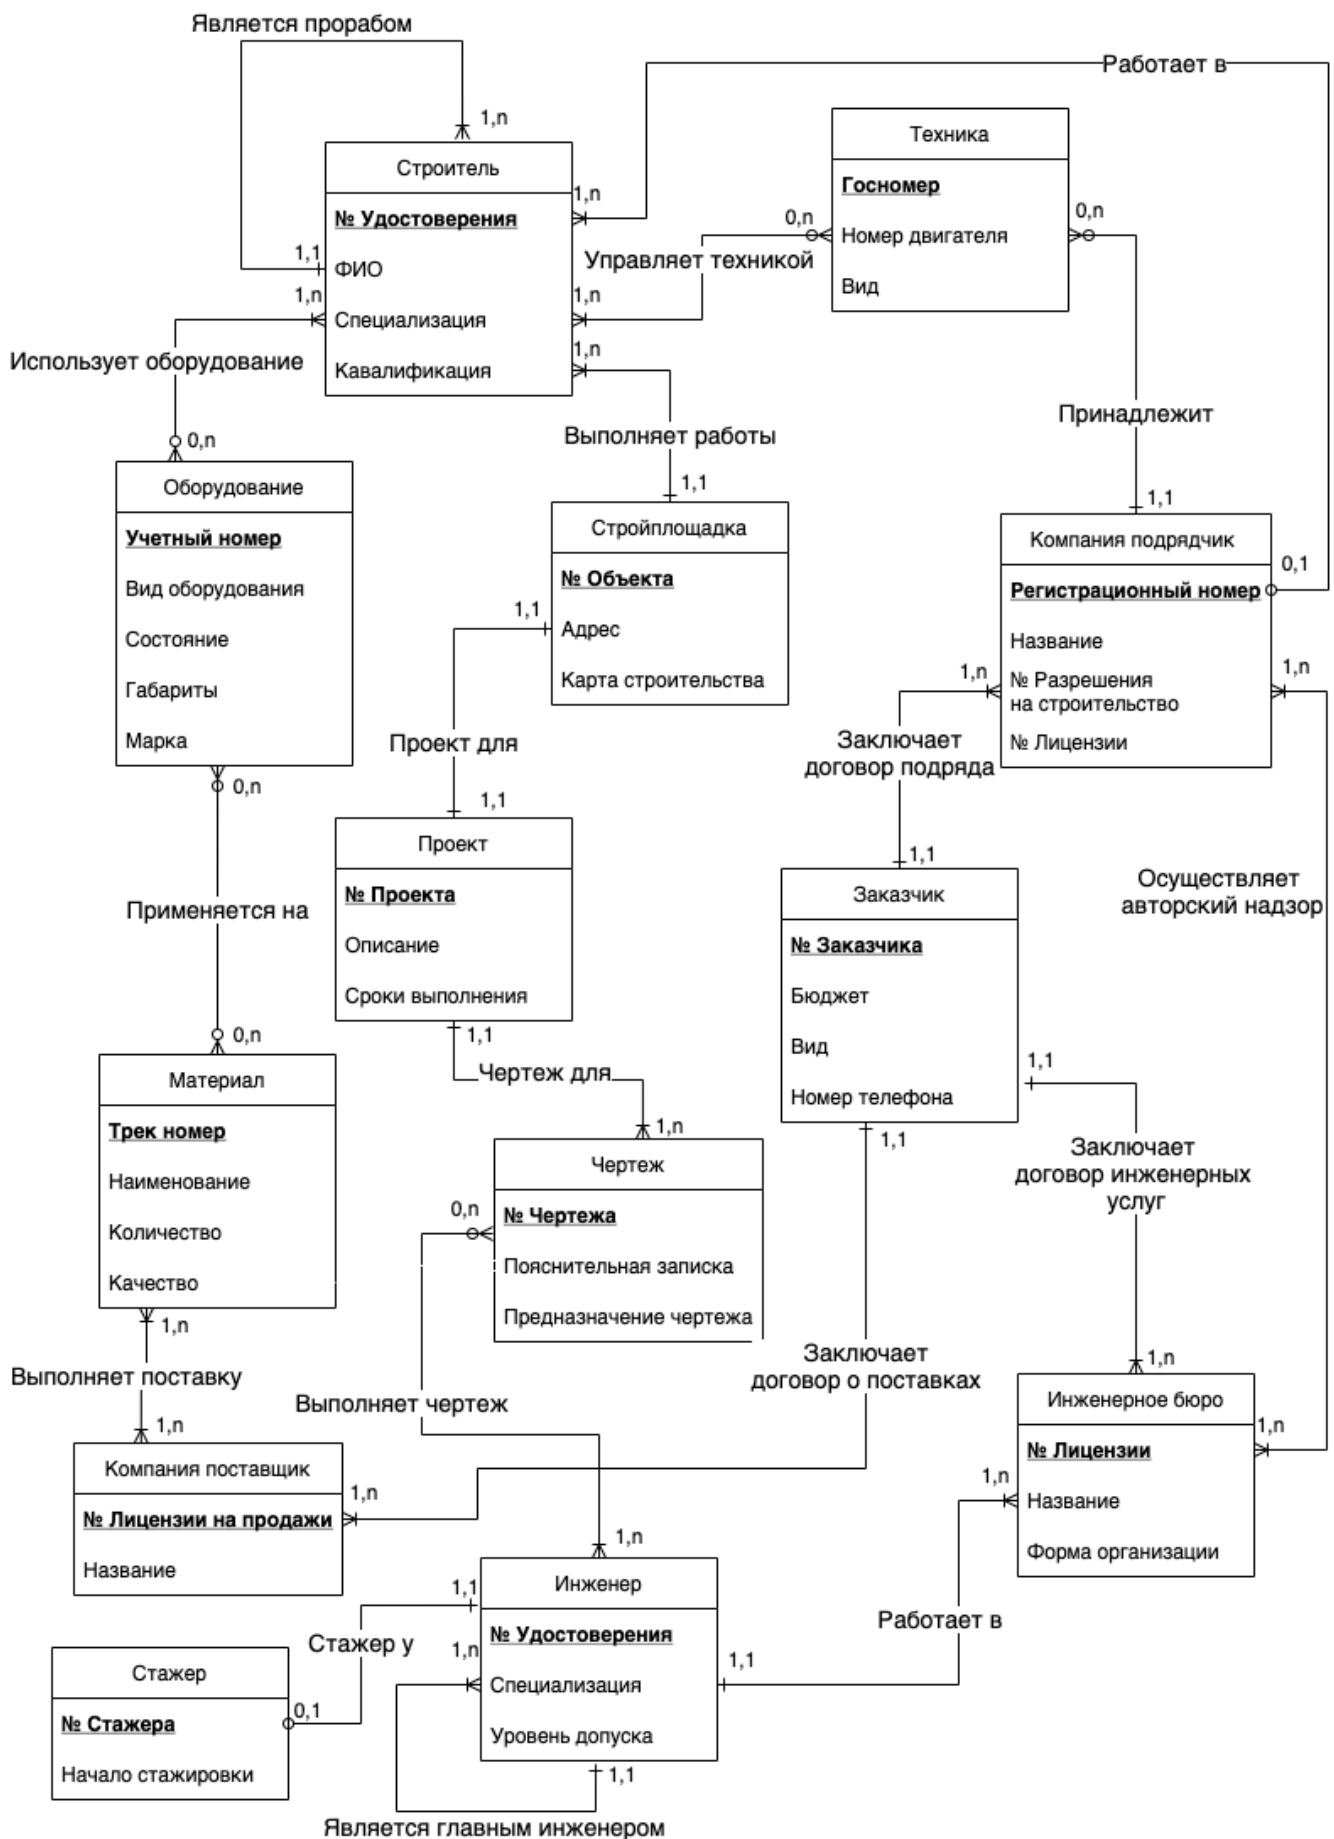 Является прорабом
1,n
1,1
Строитель
№ Удостоверения
ФИО
Специализация
Кавалификация
1,n
1,n
1,n
1,n
Работает в
Техника
Госномер
Номер двигателя
Вид
0,n
0,n
Управляет техникой
Использует оборудование
0,n
Выполняет работы
1,1
Принадлежит
1,1
Оборудование
Учетный номер
Вид оборудования
Состояние
Габариты
Марка
0,n
Стройплощадка
№ Объекта
Адрес
Карта строительства
1,1
Компания подрядчик
Регистрационный номер
Название
№ Разрешения
на строительство
№ Лицензии
0,1
1,n
1,n
Проект для
1,1
Заключает
договор подряда
1,1
Проект
№ Проекта
Описание
Сроки выполнения
1,1
Применяется на
0,n
Заказчик
№ Заказчика
Бюджет
Вид
Номер телефона
1,1
1,1
Осуществляет
авторский надзор
Материал
Трек номер
Наименование
Количество
Качество
1,n
Чертеж для
1,n
Чертеж
№ Чертежа
Пояснительная записка
Предназначение чертежа
0,n
Заключает
договор инженерных
услуг
1,n
Выполняет поставку
1,n
Выполняет чертеж
Заключает
договор о поставках
Инженерное бюро
№ Лицензии
Название
Форма организации
1,n
1,n
Компания поставщик
№ Лицензии на продажи
Название
1,n
1,n
Инженер
№ Удостоверения
Специализация
Уровень допуска
1,1
1,n
1,1
1,1
Работает в
Стажер у
Стажер
№ Стажера
Начало стажировки
0,1
Является главным инженером